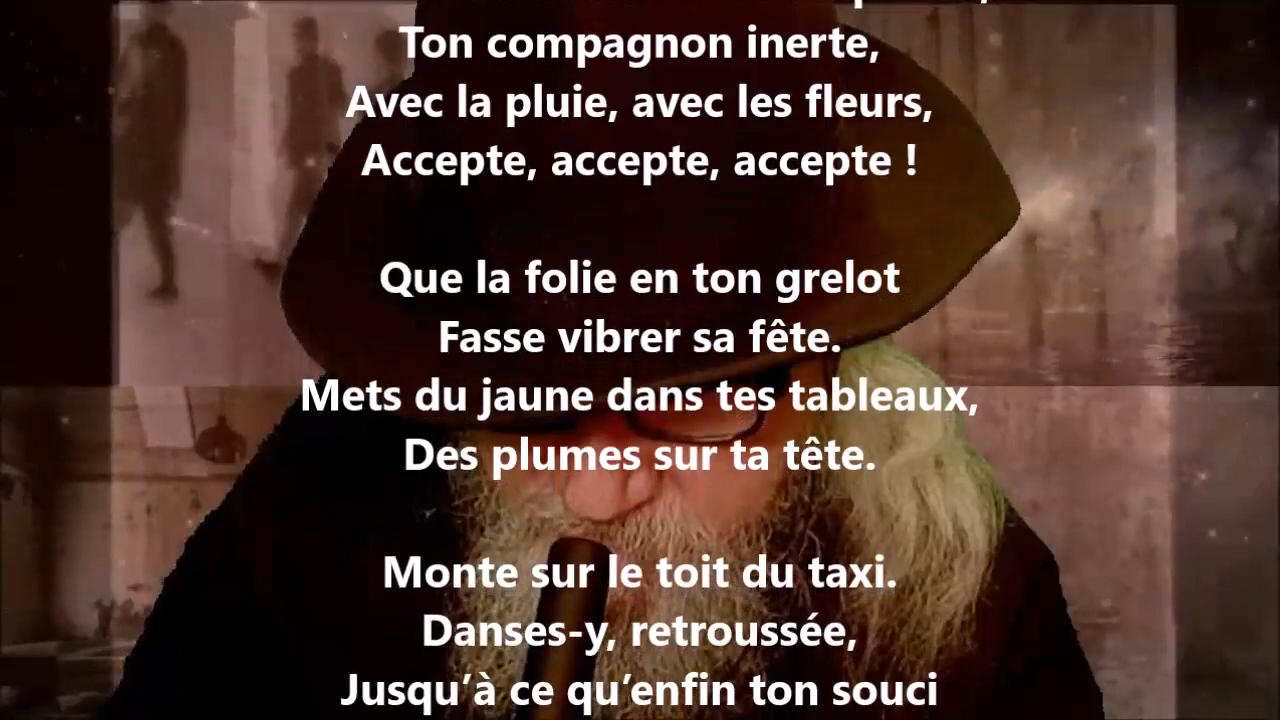 Ton compagnon inerte,
Avec la pluie, avec les fleurs,
Accepte, accepte, accepte !
Que la folie en ton grelot
Fasse vibrer sa fête.
Mets du jaune dans tes tableaux,
Des plumes sur ta tête.
Monte sur le toit du taxi.
Danses-y, retroussée,
Jusqu’à ce qu’enfin ton souci